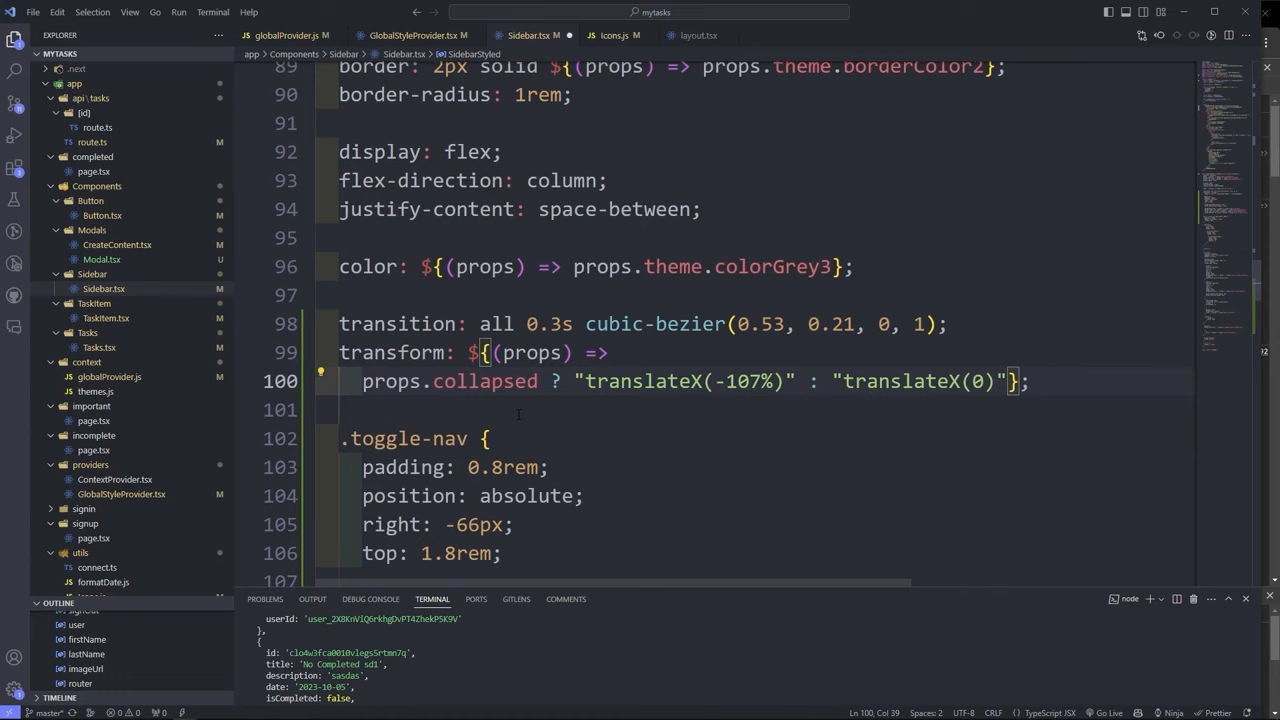 File Edit Selection View Go Run Terminal Help
mytasks
EXPLORER
globalProvider.js M
GlobalStyleProvider.tsx M
Sidebar.tsx M
Icons.js M
layout.tsx
app > Components > Sidebar > Sidebar.tsx > SidebarStyled
MYTASKS
.next
app
api\tasks
[id]
route.ts
route.ts M
completed
page.tsx
Components
Button
Button.tsx M
Modals
CreateContent.tsx M
Modal.tsx U
Sidebar
Sidebar.tsx M
TaskItem
TaskItem.tsx M
Tasks
Tasks.tsx M
context
globalProvider.js M
themes.js
important
page.tsx
incomplete
page.tsx
providers
ContextProvider.tsx
GlobalStyleProvider.tsx M
signin
signup
page.tsx
utils
connect.ts
formatDate.js
89 border: 2px solid ${(props) => props.theme.borderColor2};
90 border-radius: 1rem;
91
92 display: flex;
93 flex-direction: column;
94 justify-content: space-between;
95
96 color: ${(props) => props.theme.colorGrey3};
97
98 transition: all 0.3s cubic-bezier(0.53, 0.21, 0, 1);
99 transform: ${(props) =>
100 props.collapsed ? "translateX(-107%)" : "translateX(0)"};
101
102 .toggle-nav {
103 padding: 0.8rem;
104 position: absolute;
105 right: -66px;
106 top: 1.8rem;
107
OUTLINE
signOut
user
firstName
lastName
imageUrl
router
TIMELINE
PROBLEMS OUTPUT DEBUG CONSOLE TERMINAL PORTS GITLENS COMMENTS
node
userId: 'user_2X8KnViQ6rkhgDvPT4ZhekP5K9V'
},
{
id: 'clo4w3fca0010vlegs5rtmn7q',
title: 'No Completed sd1',
description: 'sasdas',
date: '2023-10-05',
isCompleted: false,
master* 0 0 0 Ln 100, Col 39 Spaces: 2 UTF-8 CRLF TypeScript JSX Go Live Ninja Prettier